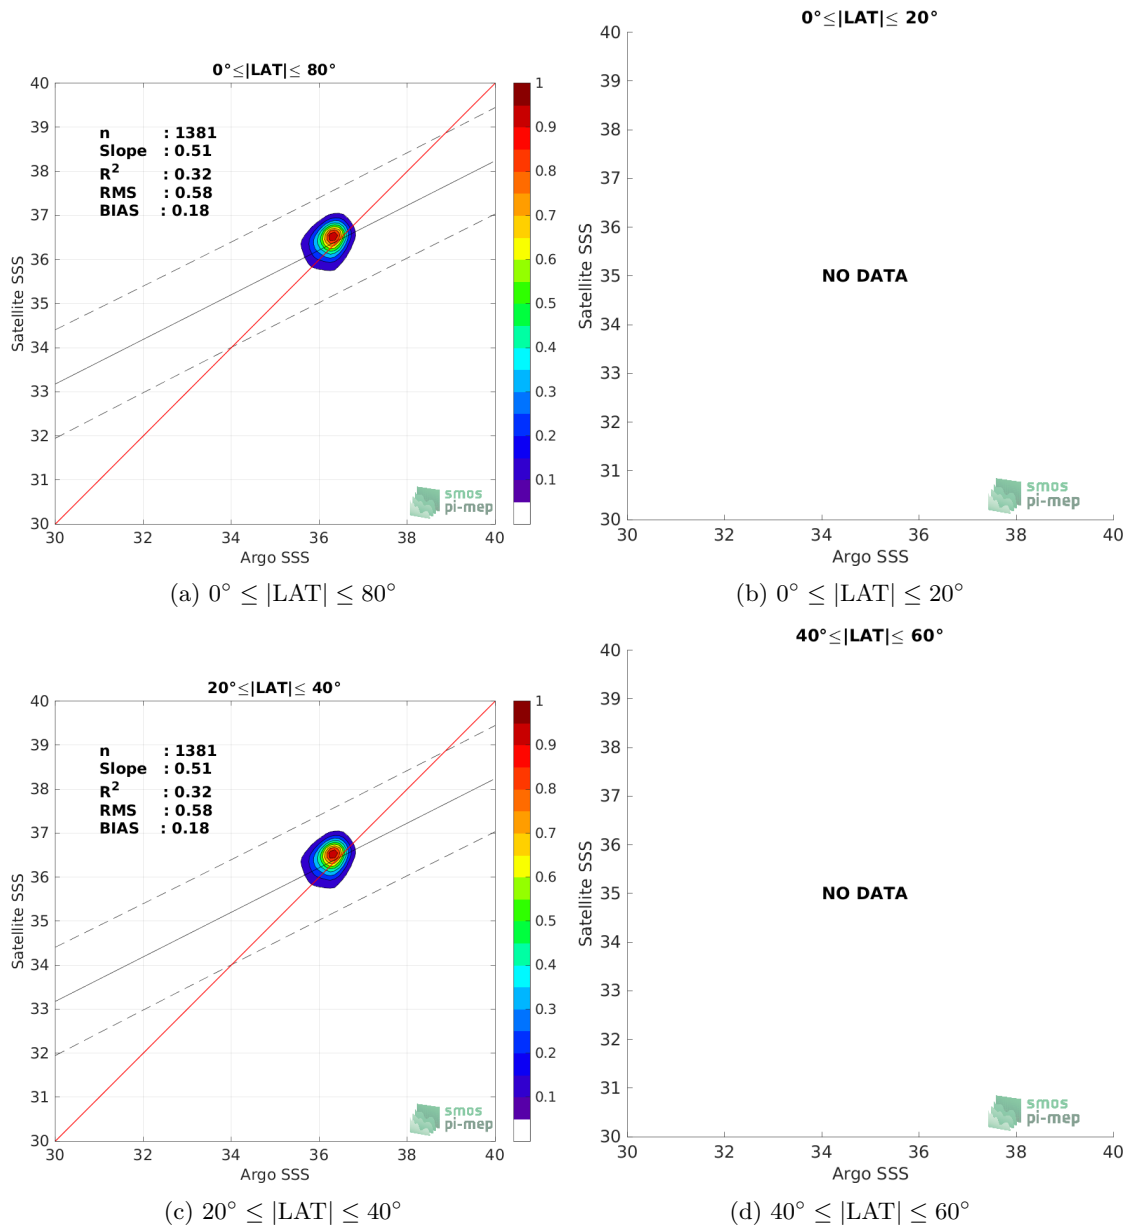 0°≤|LAT|≤ 80°
40
39
38
37
36
35
34
33
32
31
30
Satellite SSS
n : 1381
Slope : 0.51
R² : 0.32
RMS : 0.58
BIAS : 0.18
smos
pi-mep
30 32 34 36 38 40
Argo SSS
1
0.9
0.8
0.7
0.6
0.5
0.4
0.3
0.2
0.1
(a) 0° ≤ |LAT| ≤ 80°
0°≤|LAT|≤ 20°
40
39
38
37
36
35
34
33
32
31
30
Satellite SSS
NO DATA
smos
pi-mep
30 32 34 36 38 40
Argo SSS
(b) 0° ≤ |LAT| ≤ 20°
20°≤|LAT|≤ 40°
40
39
38
37
36
35
34
33
32
31
30
Satellite SSS
n : 1381
Slope : 0.51
R² : 0.32
RMS : 0.58
BIAS : 0.18
smos
pi-mep
30 32 34 36 38 40
Argo SSS
1
0.9
0.8
0.7
0.6
0.5
0.4
0.3
0.2
0.1
(c) 20° ≤ |LAT| ≤ 40°
40°≤|LAT|≤ 60°
40
39
38
37
36
35
34
33
32
31
30
Satellite SSS
NO DATA
smos
pi-mep
30 32 34 36 38 40
Argo SSS
(d) 40° ≤ |LAT| ≤ 60°